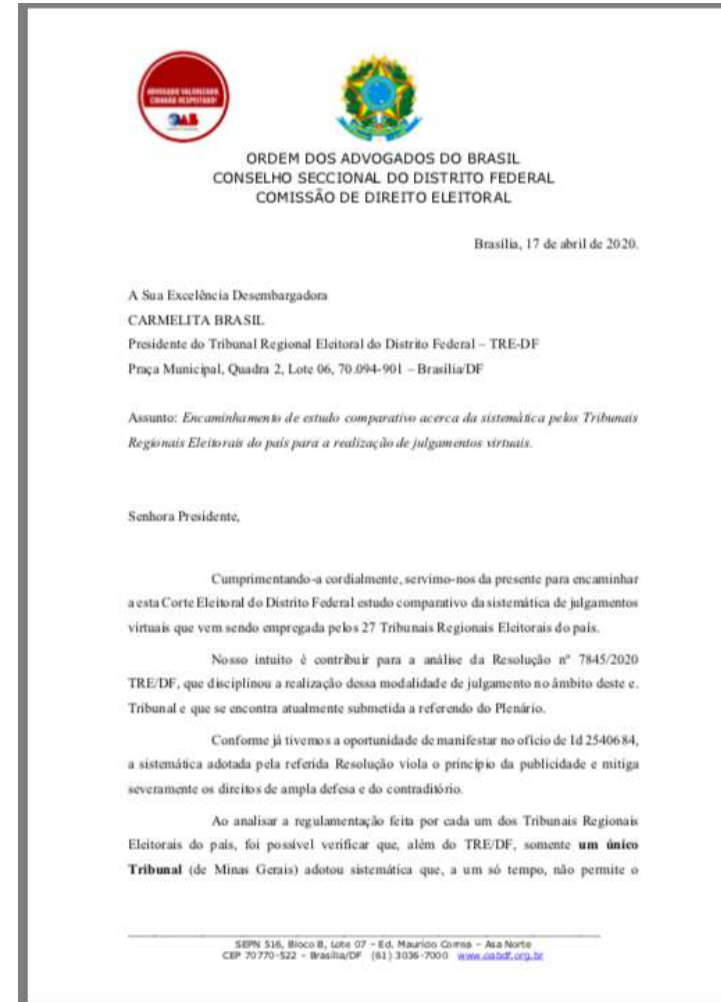 ADVOGADO VALORIZADO,
CIDADÃO RESPEITADO!
OAB
ORDEM DOS ADVOGADOS DO BRASIL
CONSELHO SECCIONAL DO DISTRITO FEDERAL
COMISSÃO DE DIREITO ELEITORAL
Brasília, 17 de abril de 2020.
A Sua Excelência Desembargadora
CARMELITA BRASIL
Presidente do Tribunal Regional Eleitoral do Distrito Federal – TRE-DF
Praça Municipal, Quadra 2, Lote 06, 70.094-901 – Brasília/DF
Assunto: Encaminhamento de estudo comparativo acerca da sistemática pelos Tribunais
Regionais Eleitorais do país para a realização de julgamentos virtuais.
Senhora Presidente,
Cumprimentando-a cordialmente, servimo-nos da presente para encaminhar
a esta Corte Eleitoral do Distrito Federal estudo comparativo da sistemática de julgamentos
virtuais que vem sendo empregada pelos 27 Tribunais Regionais Eleitorais do país.
Nosso intuito é contribuir para a análise da Resolução nº 7845/2020
TRE/DF, que disciplinou a realização dessa modalidade de julgamento no âmbito deste e.
Tribunal e que se encontra atualmente submetida a referendo do Plenário.
Conforme já tivemos a oportunidade de manifestar no ofício de Id 2540684,
a sistemática adotada pela referida Resolução viola o princípio da publicidade e mitiga
severamente os direitos de ampla defesa e do contraditório.
Ao analisar a regulamentação feita por cada um dos Tribunais Regionais
Eleitorais do país, foi possível verificar que, além do TRE/DF, somente um único
Tribunal (de Minas Gerais) adotou sistemática que, a um só tempo, não permite o
SEPN 516, Bloco B, Lote 07 – Ed. Maurício Correa – Asa Norte
CEP 70770-522 – Brasília/DF (61) 3036-7000 www.oabdf.org.br